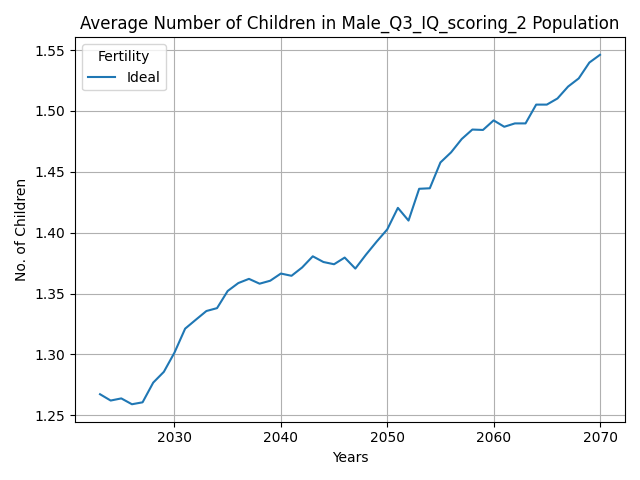 Average Number of Children in Male_Q3_IQ_scoring_2 Population
Fertility
Ideal
No. of Children
1.55
1.50
1.45
1.40
1.35
1.30
1.25
2030 2040 2050 2060 2070
Years